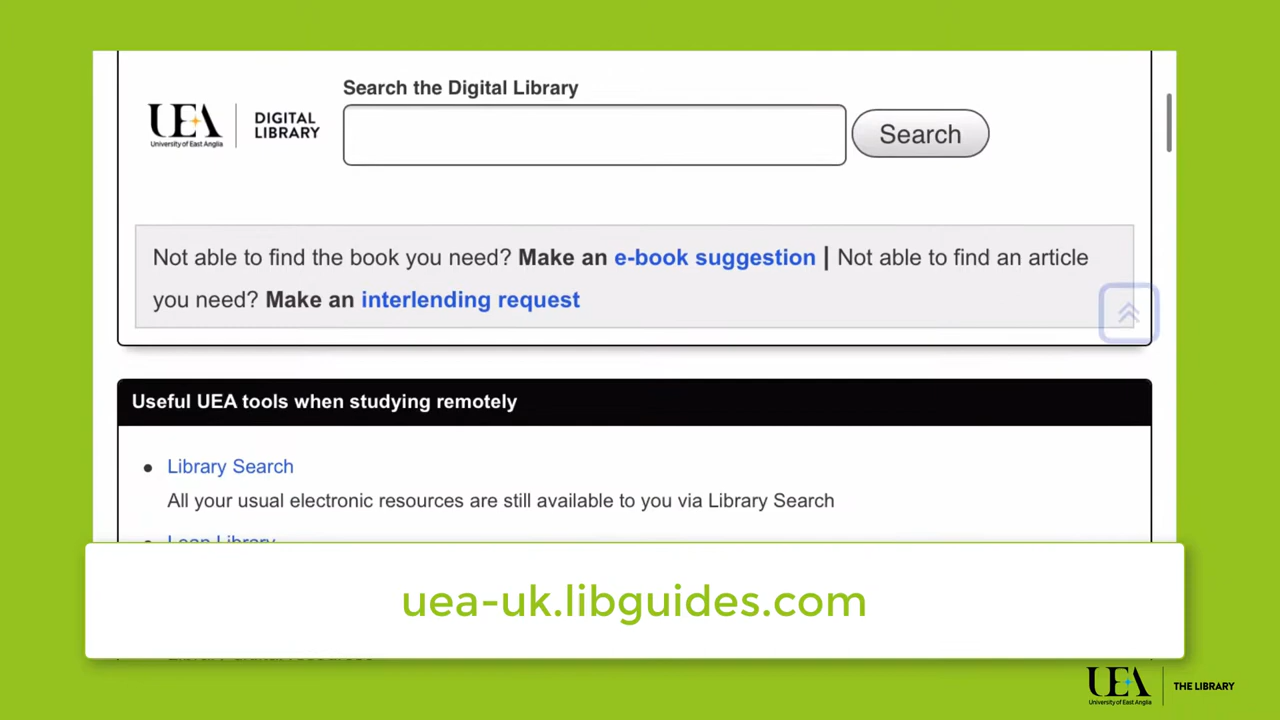 Search the Digital Library
UEA
University of East Anglia
DIGITAL
LIBRARY
Search
Not able to find the book you need? Make an e-book suggestion | Not able to find an article
you need? Make an interlending request
Useful UEA tools when studying remotely
Library Search
All your usual electronic resources are still available to you via Library Search
Lean Library
uea-uk.libguides.com
UEA
University of East Anglia
THE LIBRARY